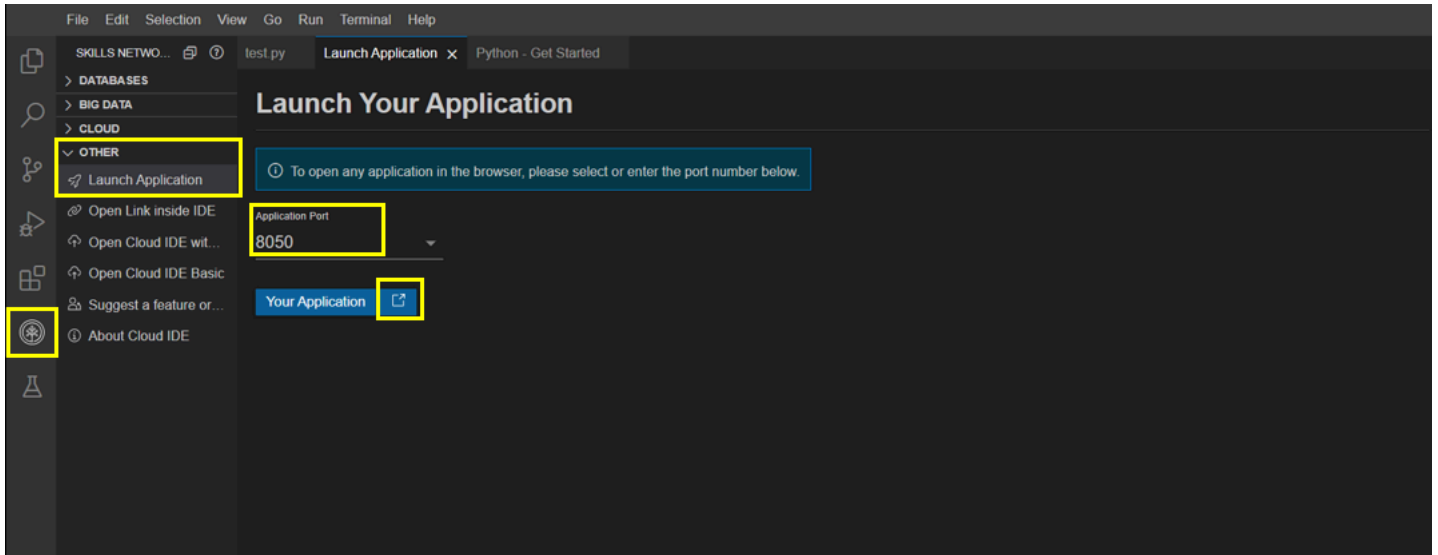 File Edit Selection View Go Run Terminal Help
SKILLS NETWO...
test.py Launch Application Python - Get Started
DATABASES
BIG DATA
CLOUD
OTHER
Launch Application
Open Link inside IDE
Open Cloud IDE wit...
Open Cloud IDE Basic
Suggest a feature or...
About Cloud IDE
Launch Your Application
To open any application in the browser, please select or enter the port number below.
Application Port
8050
Your Application